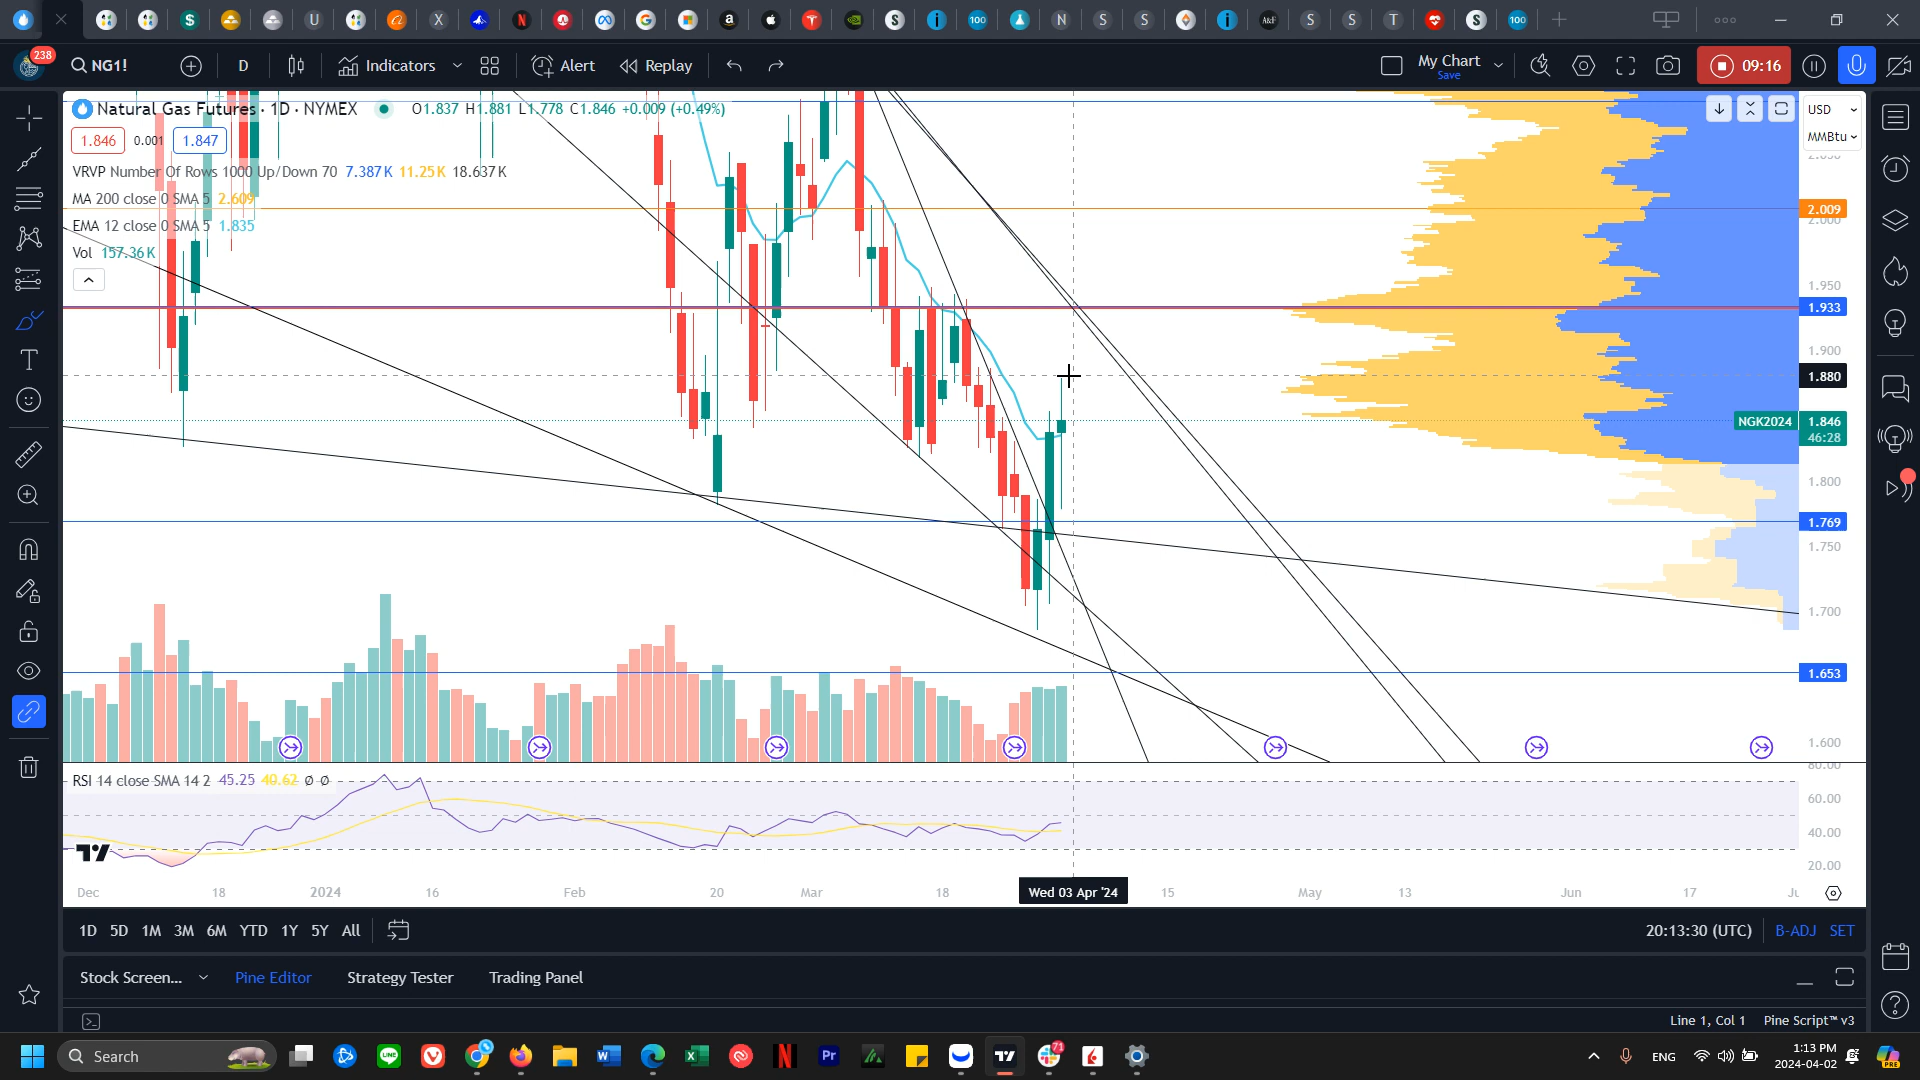 238
NG1!
D
Indicators
Alert
Replay
My Chart
Save
09:16
Natural Gas Futures · 1D · NYMEX
O1.837 H1.881 L1.778 C1.846 +0.009 (+0.49%)
1.846 0.001 1.847
VRVP Number Of Rows 1000 Up/Down 70 7.387K 11.25K 18.637K
MA 200 close 0 SMA 5 2.609
EMA 12 close 0 SMA 5 1.835
Vol 157.36K
USD
MMBtu
2.009
2.000
1.950
1.933
1.900
1.880
NGK2024 1.846
46:28
1.800
1.769
1.750
1.700
1.653
1.600
RSI 14 close SMA 14 2 45.25 40.62 Ø Ø
80.00
60.00
40.00
20.00
Dec 18 2024 16 Feb 20 Mar 18 Wed 03 Apr '24 15 May 13 Jun 17
1D 5D 1M 3M 6M YTD 1Y 5Y All
20:13:30 (UTC) B-ADJ SET
Stock Screen... Pine Editor Strategy Tester Trading Panel
Line 1, Col 1 Pine Script™ v3
Search
ENG
1:13 PM
2024-04-02